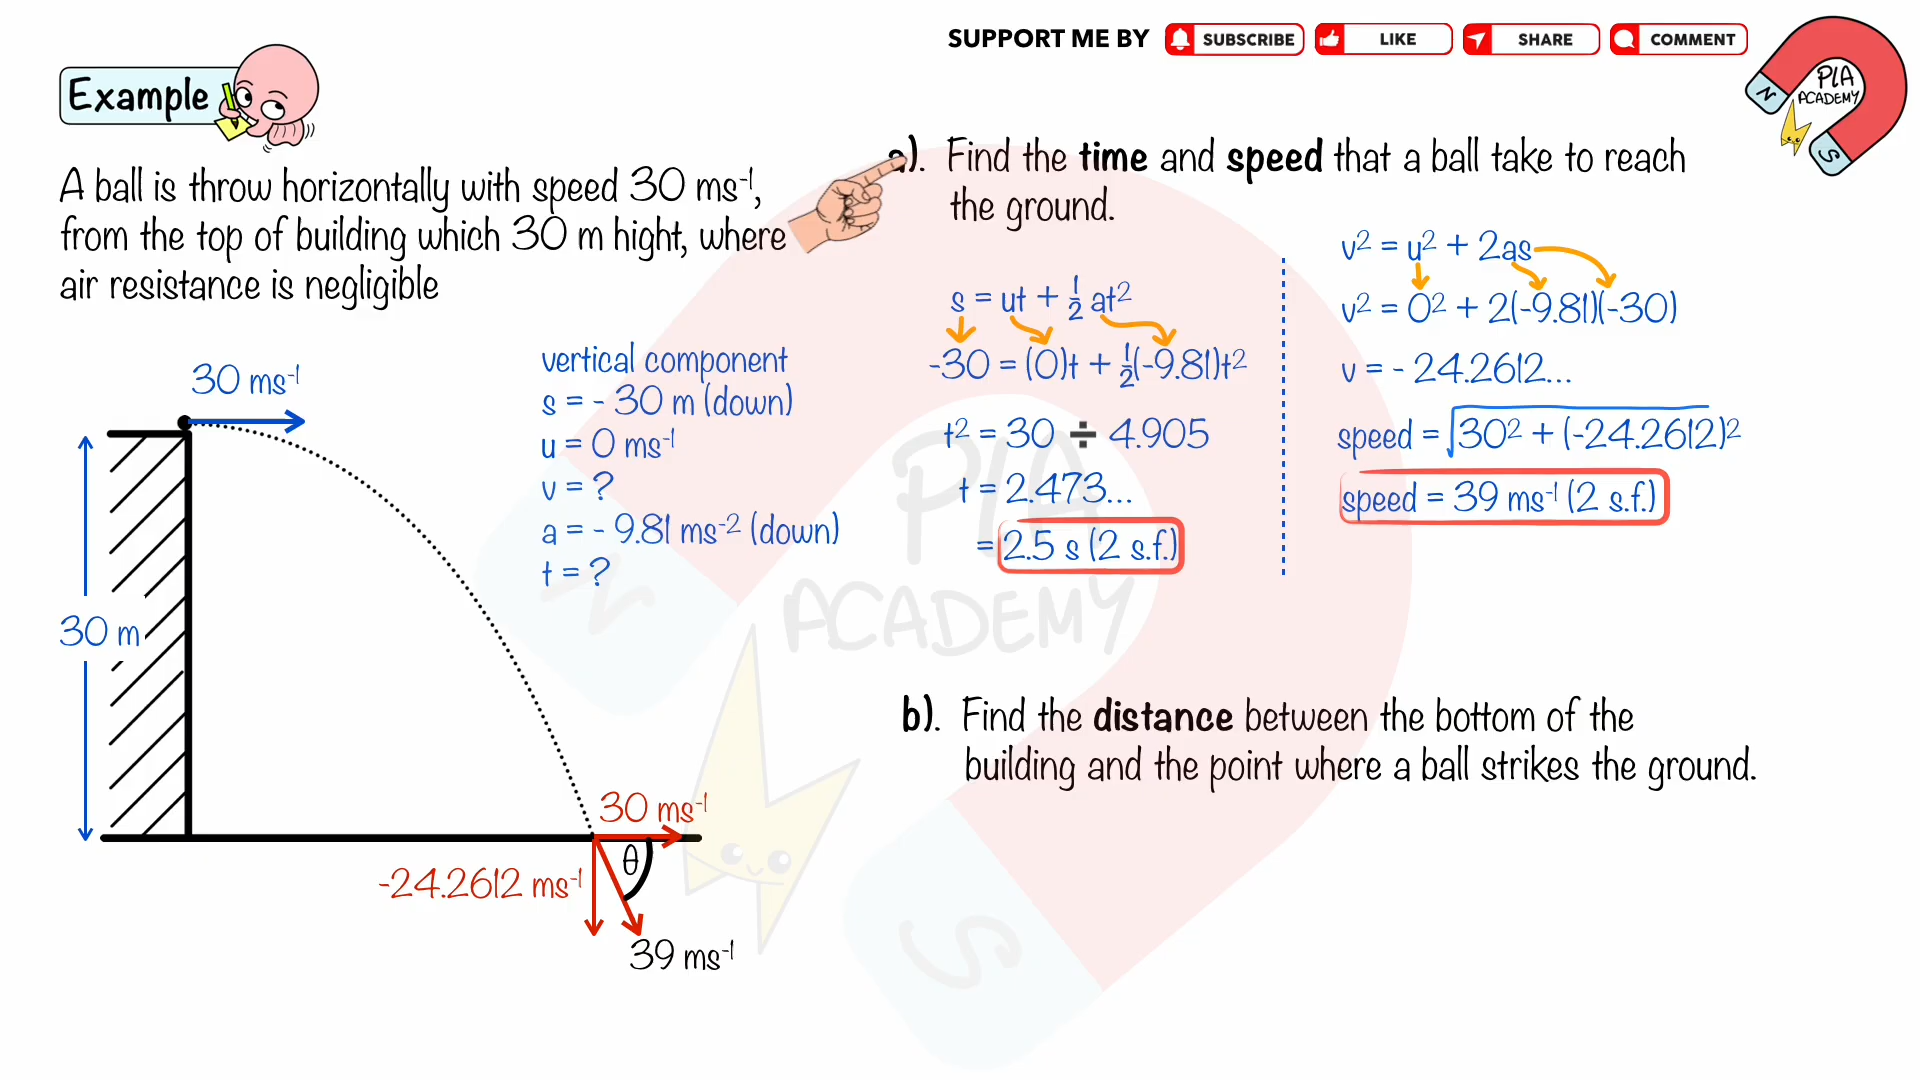 SUPPORT ME BY SUBSCRIBE LIKE SHARE COMMENT
PLA
ACADEMY
N
S
Example
A ball is throw horizontally with speed 30 ms⁻¹,
from the top of building which 30 m hight, where
air resistance is negligible
30 ms⁻¹
30 m
vertical component
s = - 30 m (down)
u = 0 ms⁻¹
v = ?
a = - 9.81 ms⁻² (down)
t = ?
30 ms⁻¹
θ
-24.2612 ms⁻¹
39 ms⁻¹
a). Find the time and speed that a ball take to reach
the ground.
s = ut + ½ at²
-30 = (0)t + ½(-9.81)t²
t² = 30 ÷ 4.905
t = 2.473...
= 2.5 s (2 s.f.)
v² = u² + 2as
v² = 0² + 2(-9.81)(-30)
v = - 24.2612...
speed = √30² + (-24.2612)²
speed = 39 ms⁻¹ (2 s.f.)
b). Find the distance between the bottom of the
building and the point where a ball strikes the ground.
PLA
ACADEMY
N
S